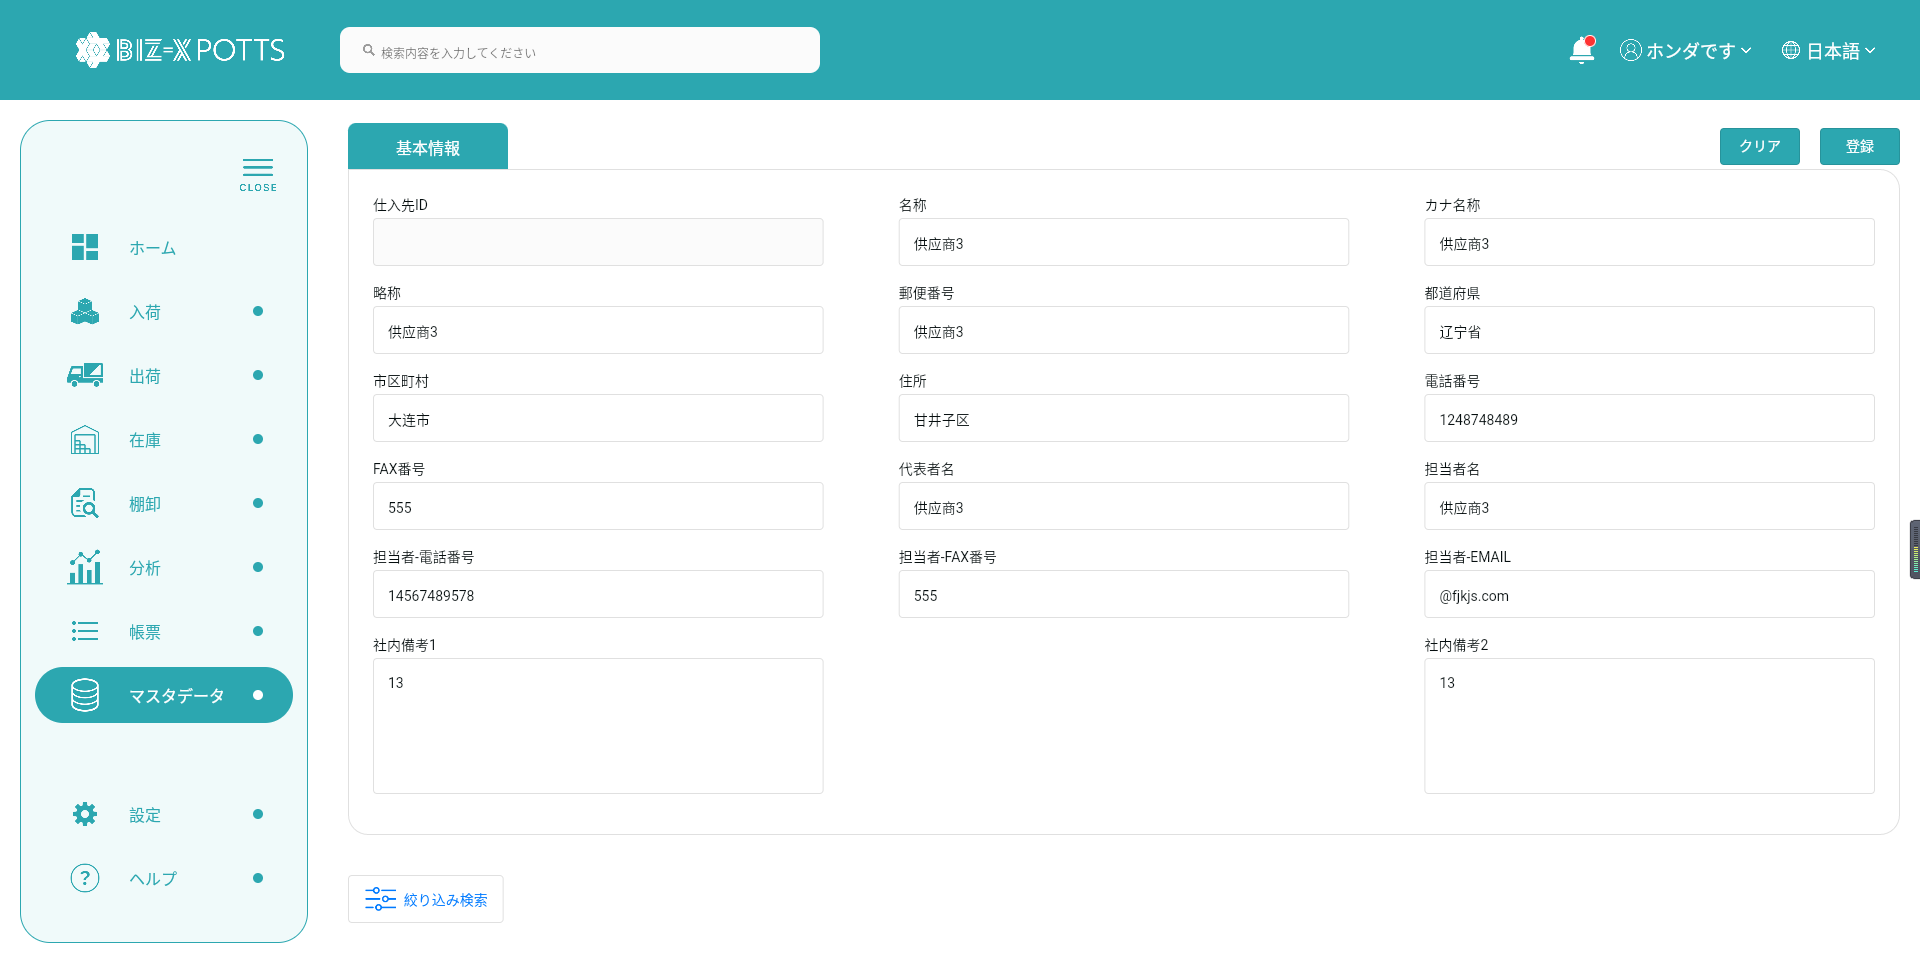 BIZ=X POTTS
検索内容を入力してください
ホンダです
日本語
CLOSE
ホーム
入荷
出荷
在庫
棚卸
分析
帳票
マスタデータ
設定
ヘルプ
基本情報
クリア
登録
仕入先ID
名称
カナ名称
供应商3
供应商3
略称
郵便番号
都道府県
供应商3
供应商3
辽宁省
市区町村
住所
電話番号
大连市
甘井子区
1248748489
FAX番号
代表者名
担当者名
555
供应商3
供应商3
担当者-電話番号
担当者-FAX番号
担当者-EMAIL
14567489578
555
@fjkjs.com
社内備考1
社内備考2
13
13
絞り込み検索